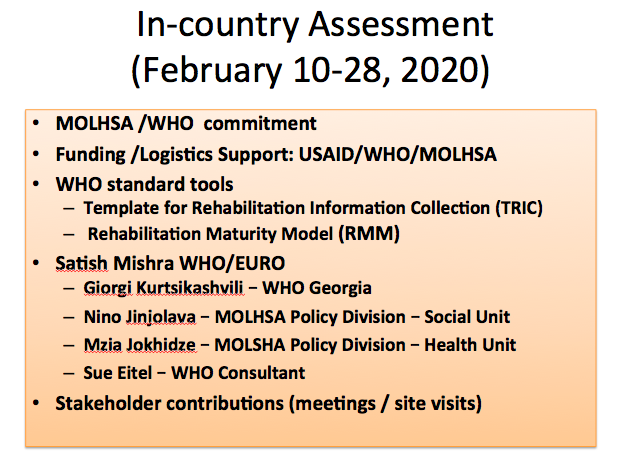 In-country Assessment
(February 10-28, 2020)
• MOLHSA /WHO commitment
• Funding /Logistics Support: USAID/WHO/MOLHSA
• WHO standard tools
– Template for Rehabilitation Information Collection (TRIC)
– Rehabilitation Maturity Model (RMM)
• Satish Mishra WHO/EURO
– Giorgi Kurtsikashvili – WHO Georgia
– Nino Jinjolava – MOLHSA Policy Division – Social Unit
– Mzia Jokhidze – MOLSHA Policy Division – Health Unit
– Sue Eitel – WHO Consultant
• Stakeholder contributions (meetings / site visits)